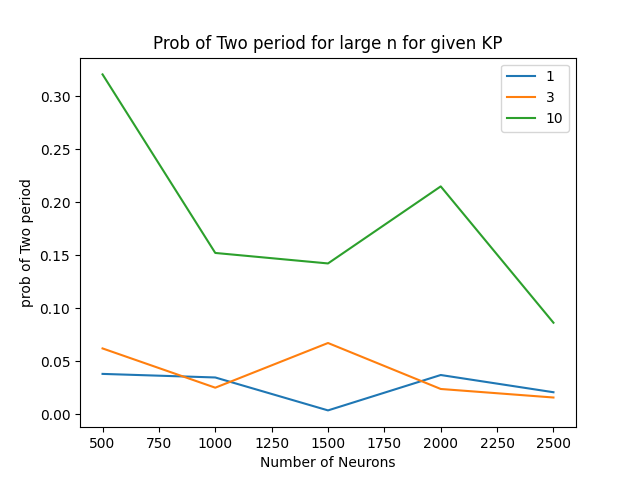 Prob of Two period for large n for given KP
1
3
10
prob of Two period
0.30
0.25
0.20
0.15
0.10
0.05
0.00
500 750 1000 1250 1500 1750 2000 2250 2500
Number of Neurons